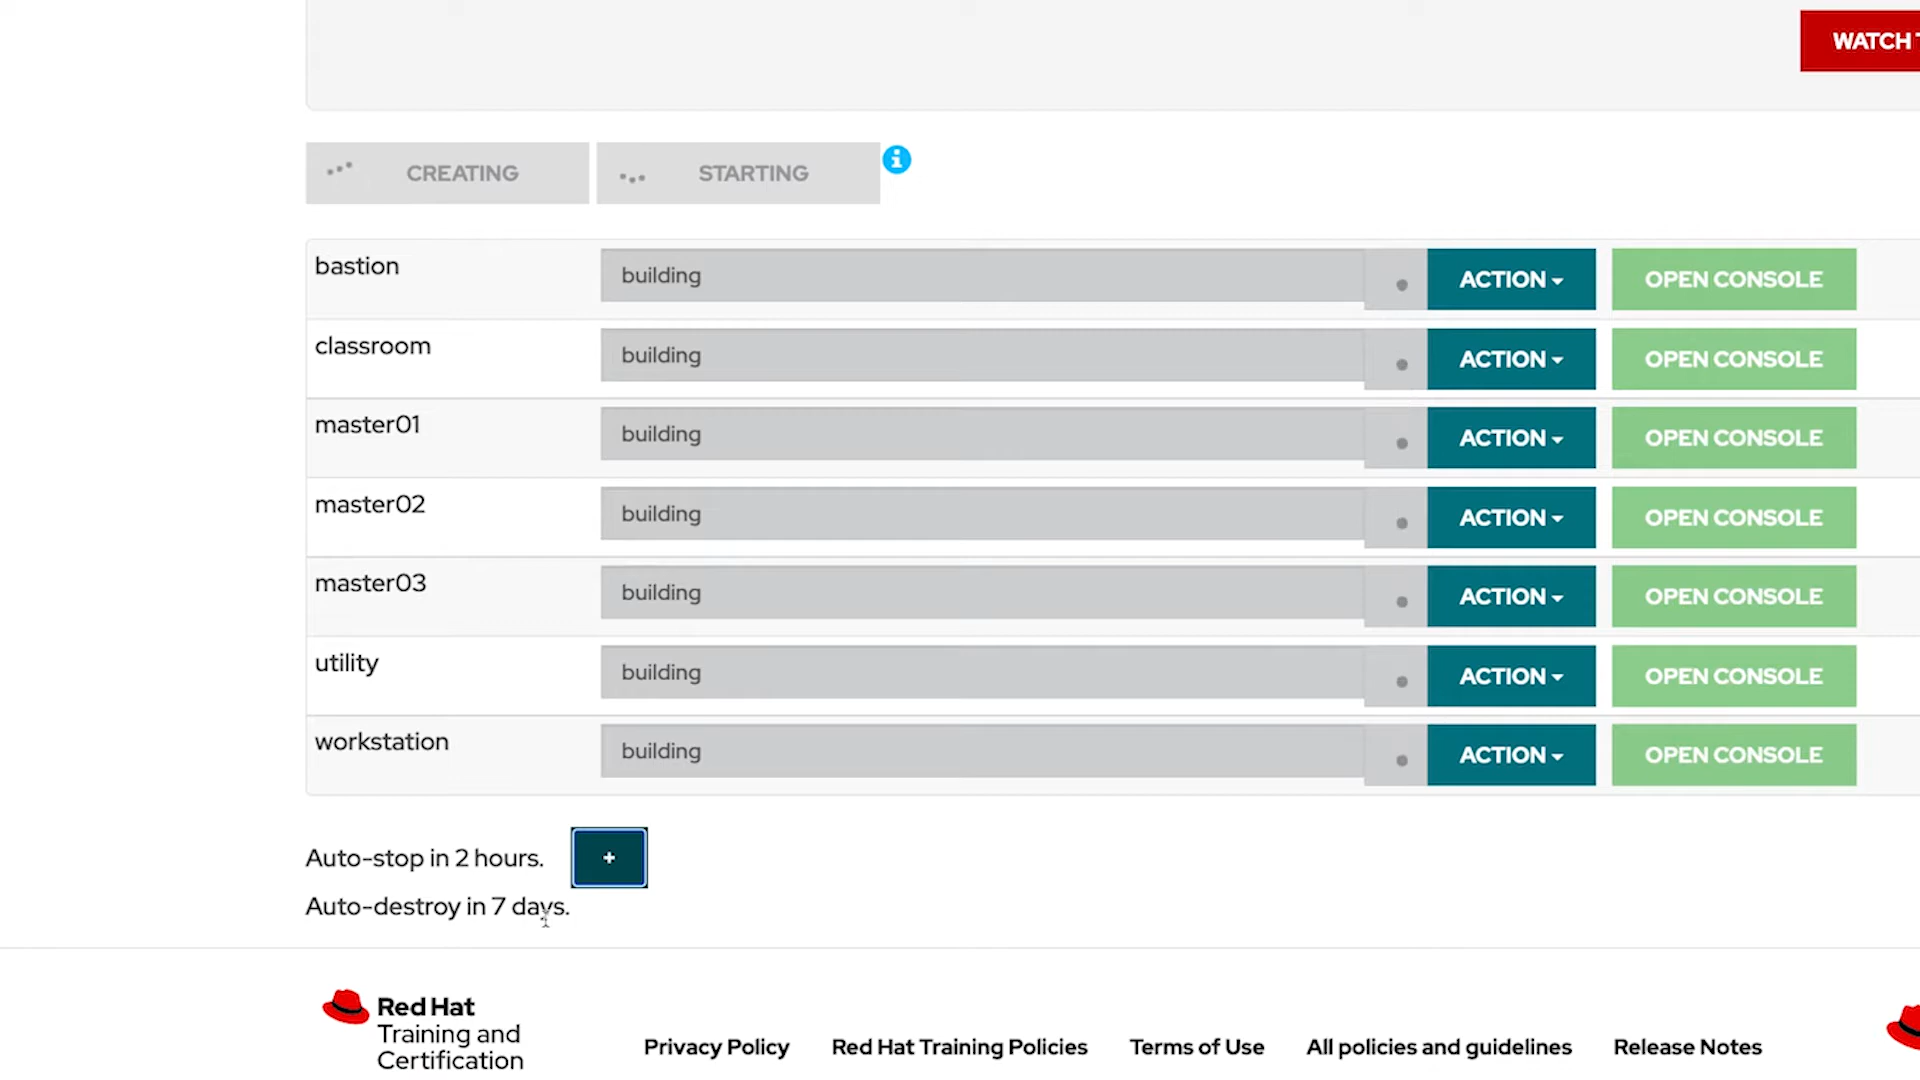 WATCH
CREATING STARTING
bastion building ACTION OPEN CONSOLE
classroom building ACTION OPEN CONSOLE
master01 building ACTION OPEN CONSOLE
master02 building ACTION OPEN CONSOLE
master03 building ACTION OPEN CONSOLE
utility building ACTION OPEN CONSOLE
workstation building ACTION OPEN CONSOLE
Auto-stop in 2 hours. +
Auto-destroy in 7 days.
Red Hat
Training and
Certification
Privacy Policy Red Hat Training Policies Terms of Use All policies and guidelines Release Notes